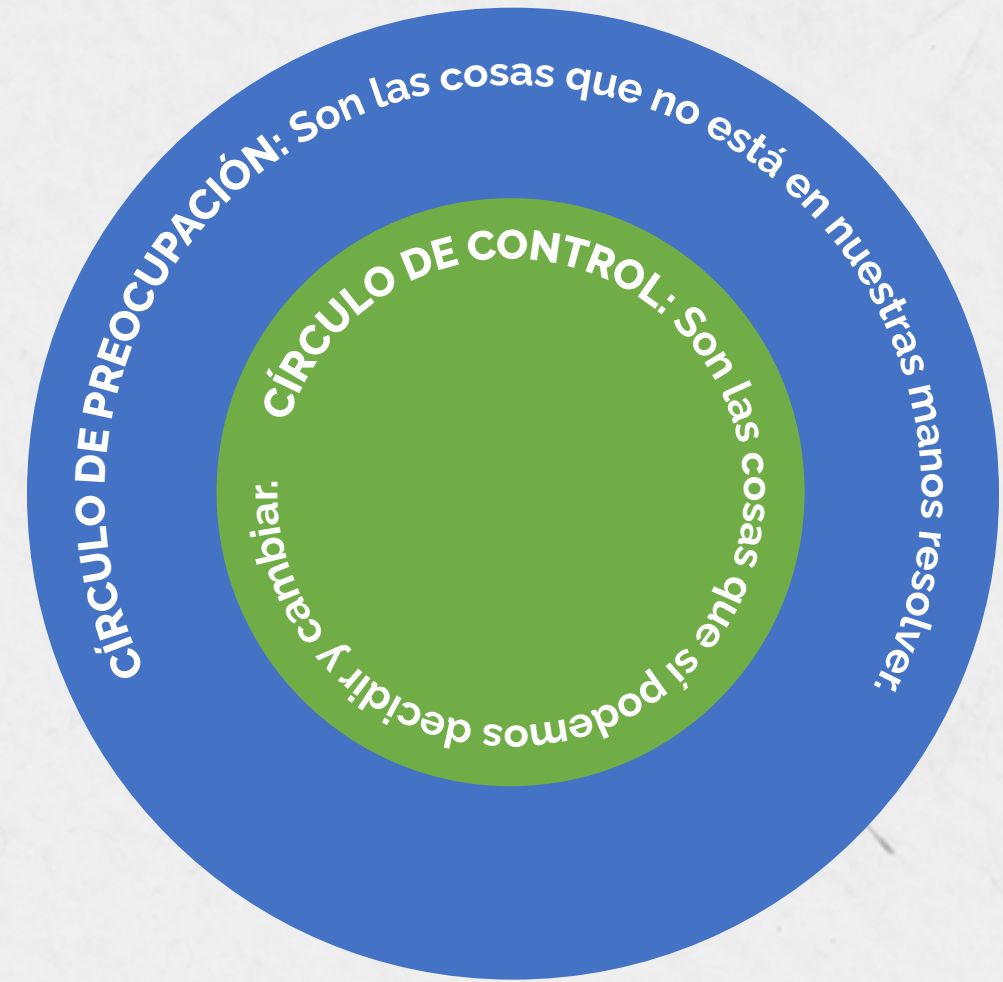 CÍRCULO DE PREOCUPACIÓN: Son las cosas que no está en nuestras manos resolver.
CÍRCULO DE CONTROL: Son las cosas que sí podemos decidir y cambiar.